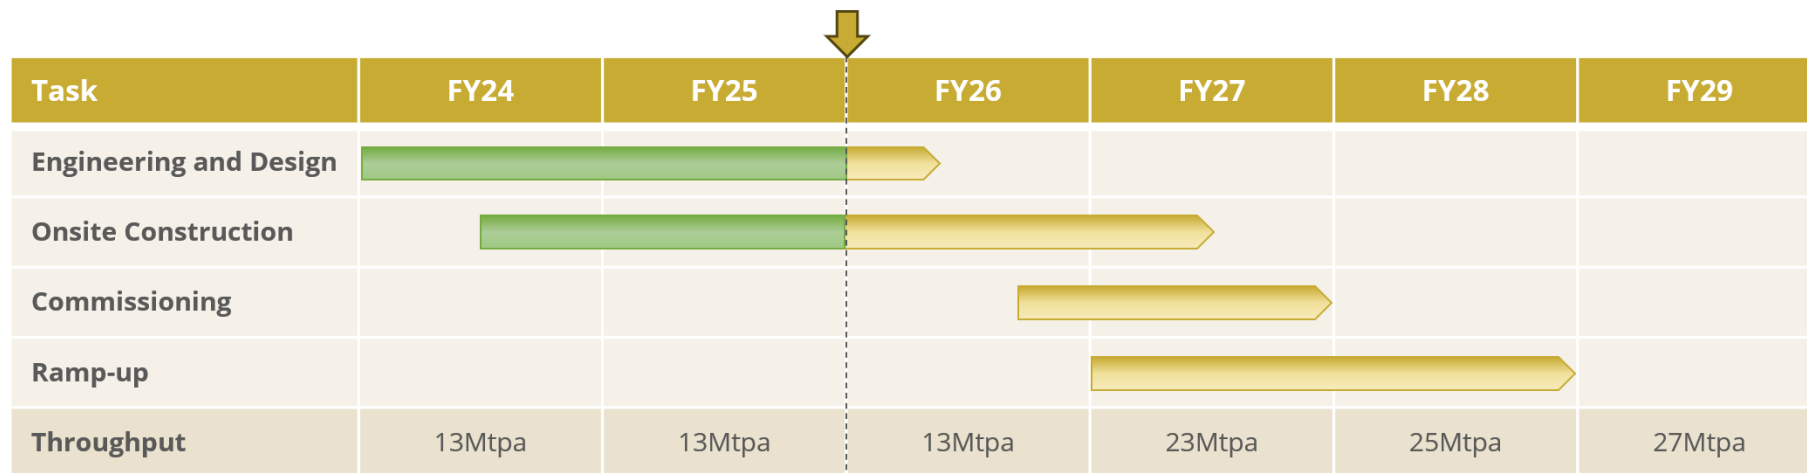 Task FY24 FY25 FY26 FY27 FY28 FY29
Engineering and Design
Onsite Construction
Commissioning
Ramp-up
Throughput 13Mtpa 13Mtpa 13Mtpa 23Mtpa 25Mtpa 27Mtpa